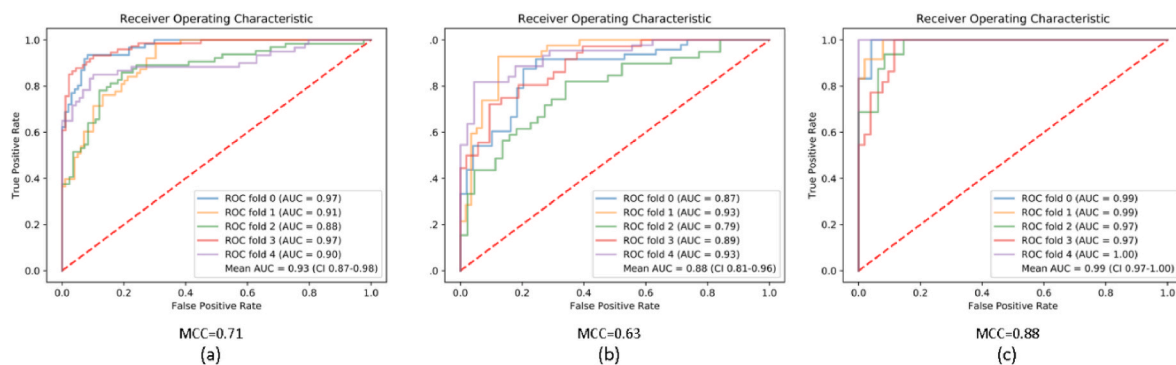 Receiver Operating Characteristic
1.0
0.8
0.6
0.4
0.2
0.0
True Positive Rate
0.0 0.2 0.4 0.6 0.8 1.0
False Positive Rate
ROC fold 0 (AUC = 0.97)
ROC fold 1 (AUC = 0.91)
ROC fold 2 (AUC = 0.88)
ROC fold 3 (AUC = 0.97)
ROC fold 4 (AUC = 0.90)
Mean AUC = 0.93 (CI 0.87-0.98)
MCC=0.71
(a)
Receiver Operating Characteristic
.0
.8
.6
.4
.2
.0
0.0 0.2 0.4 0.6 0.8 1.0
False Positive Rate
ROC fold 0 (AUC = 0.87)
ROC fold 1 (AUC = 0.93)
ROC fold 2 (AUC = 0.79)
ROC fold 3 (AUC = 0.89)
ROC fold 4 (AUC = 0.93)
Mean AUC = 0.88 (CI 0.81-0.96)
MCC=0.63
(b)
Receiver Operating Characteristic
1.0
0.8
0.6
0.4
0.2
0.0
True Positive Rate
0.0 0.2 0.4 0.6 0.8 1.0
False Positive Rate
ROC fold 0 (AUC = 0.99)
ROC fold 1 (AUC = 0.99)
ROC fold 2 (AUC = 0.97)
ROC fold 3 (AUC = 0.97)
ROC fold 4 (AUC = 1.00)
Mean AUC = 0.99 (CI 0.97-1.00)
MCC=0.88
(c)